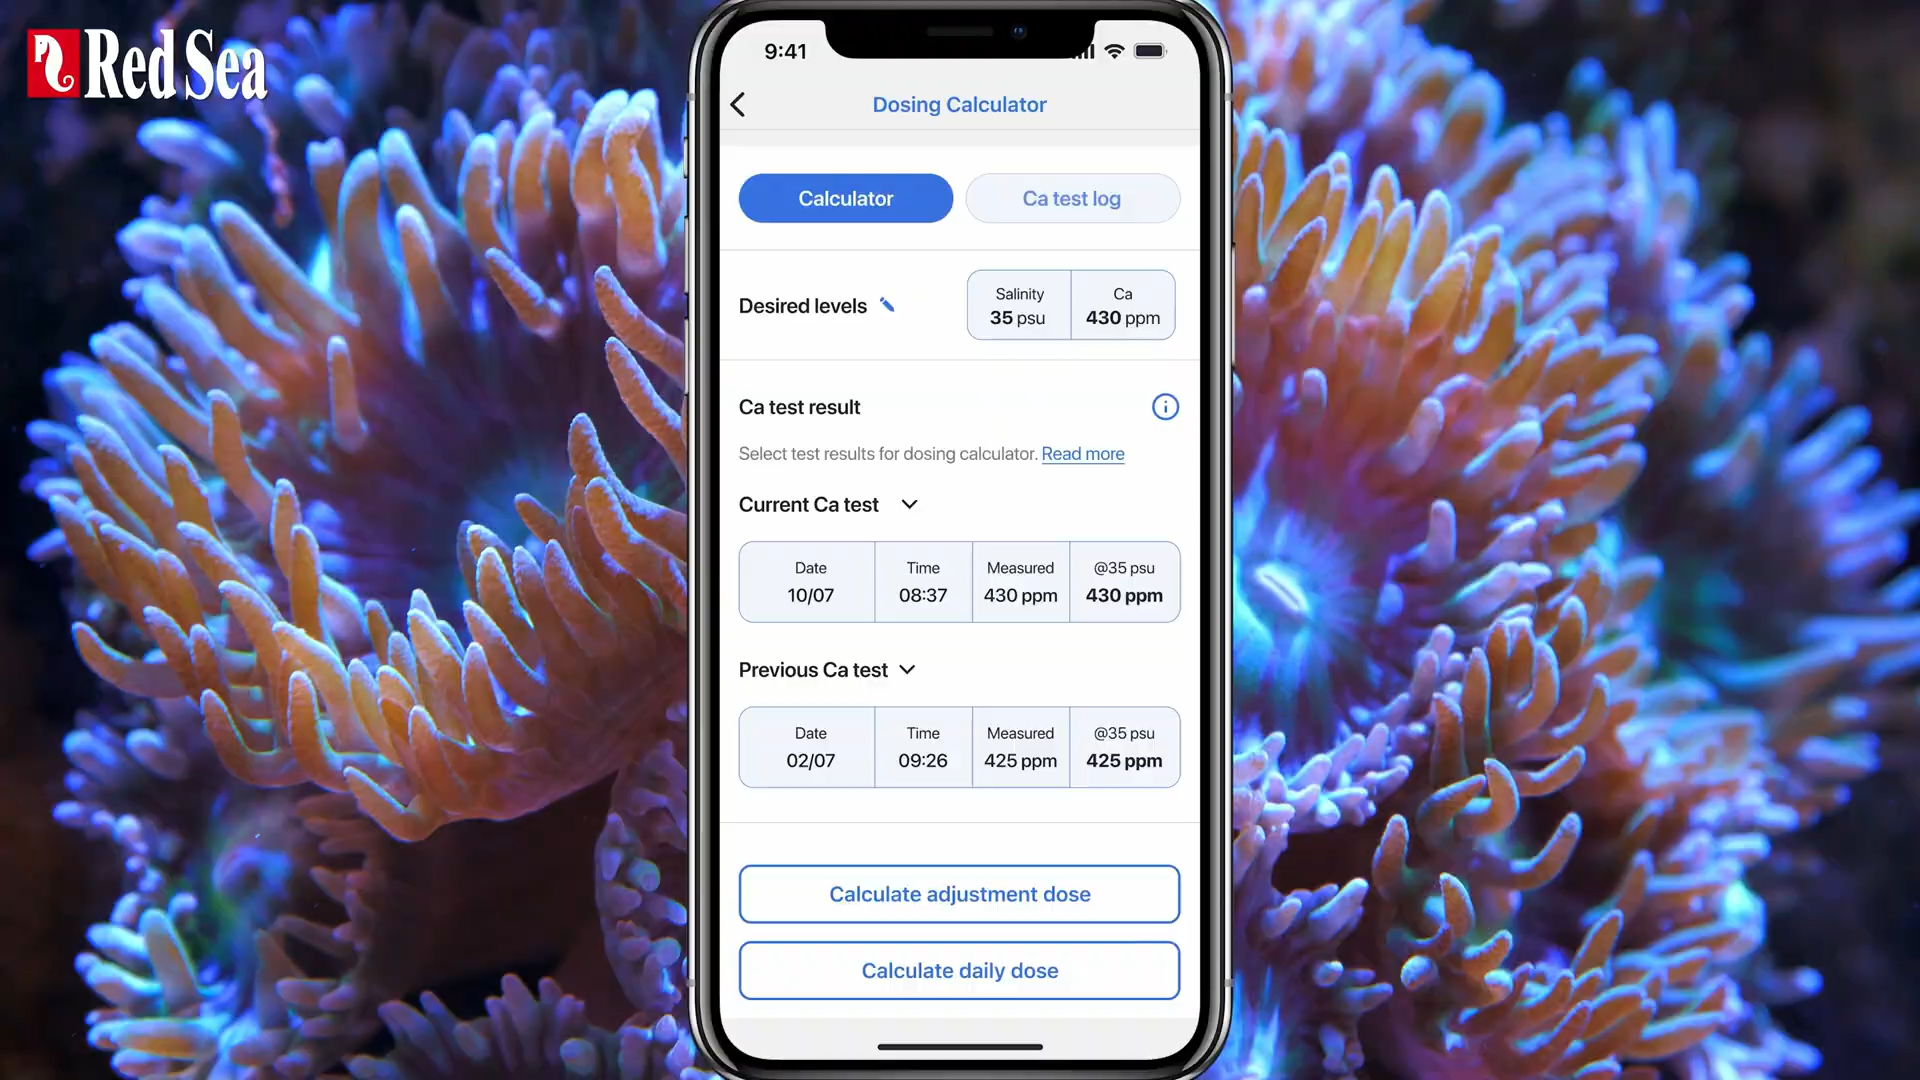 Red Sea
9:41
Dosing Calculator
Calculator
Ca test log
Desired levels
Salinity
35 psu
Ca
430 ppm
Ca test result
Select test results for dosing calculator. Read more
Current Ca test
Date
10/07
Time
08:37
Measured
430 ppm
@35 psu
430 ppm
Previous Ca test
Date
02/07
Time
09:26
Measured
425 ppm
@35 psu
425 ppm
Calculate adjustment dose
Calculate daily dose